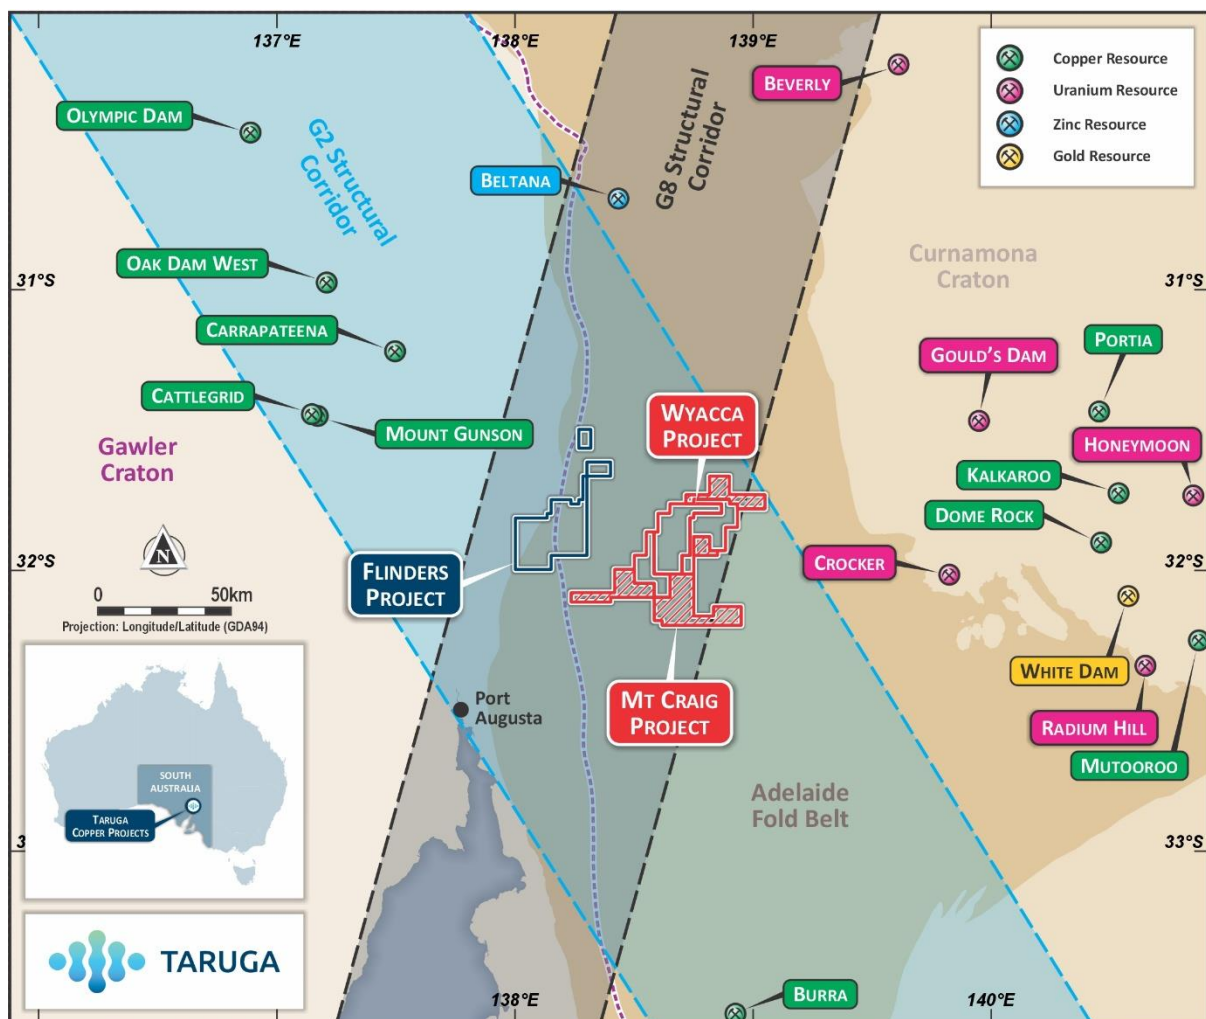 137°E
138°E
139°E
OLYMPIC DAM
G2 Structural
Corridor
BELTANA
G8 Structural
Corridor
BEVERLY
Copper Resource
Uranium Resource
Zinc Resource
Gold Resource
31°S
31°S
OAK DAM WEST
CARRAPATEENA
CATTLEGRID
MOUNT GUNSON
Gawler
Craton
Curnamona
Craton
GOULD'S DAM
PORTIA
HONEYMOON
KALKAROO
DOME ROCK
CROCKER
WHITE DAM
RADIUM HILL
MUTOOROO
WYACCA
PROJECT
FLINDERS
PROJECT
MT CRAIG
PROJECT
N
0 50km
Projection: Longitude/Latitude (GDA94)
32°S
32°S
Port
Augusta
SOUTH
AUSTRALIA
TARUGA
COPPER PROJECTS
Adelaide
Fold Belt
33°S
TARUGA
138°E
BURRA
140°E